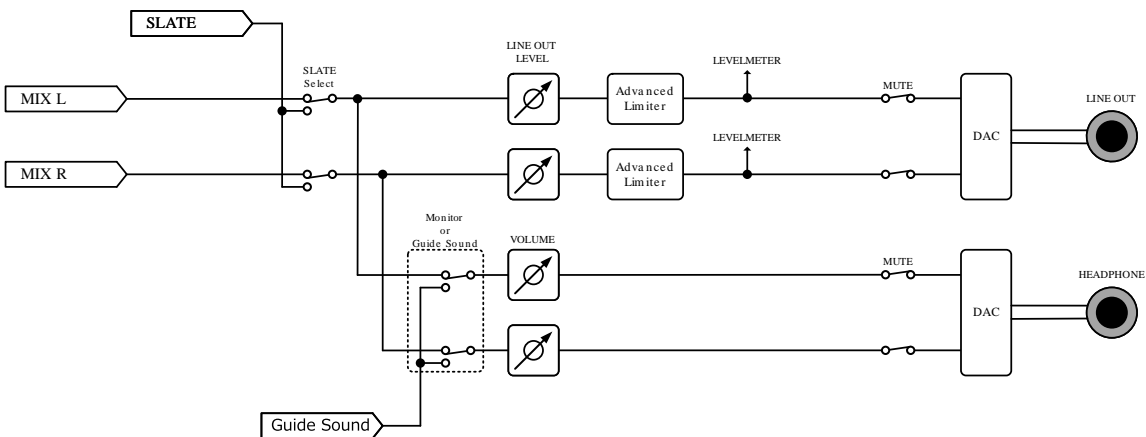 SLATE
SLATE
Select
MIX L
LINE OUT
LEVEL
Advanced
Limiter
LEVELMETER
MUTE
DAC
LINE OUT
MIX R
Advanced
Limiter
LEVELMETER
Monitor
or
Guide Sound
VOLUME
MUTE
DAC
HEADPHONE
Guide Sound